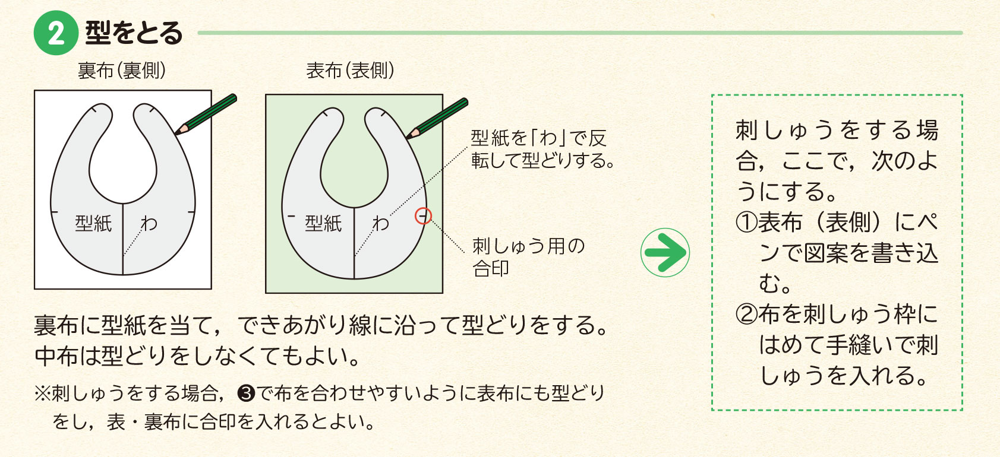 2 型をとる
裏布(裏側)
表布(表側)
型紙
わ
型紙
わ
型紙を「わ」で反
転して型どりする。
刺しゅう用の
合印
裏布に型紙を当て，できあがり線に沿って型どりをする。
中布は型どりをしなくてもよい。
※刺しゅうをする場合，❸で布を合わせやすいように表布にも型どり
をし，表・裏布に合印を入れるとよい。
刺しゅうをする場
合，ここで，次のよ
うにする。
①表布（表側）にペ
ンで図案を書き込
む。
②布を刺しゅう枠に
はめて手縫いで刺
しゅうを入れる。